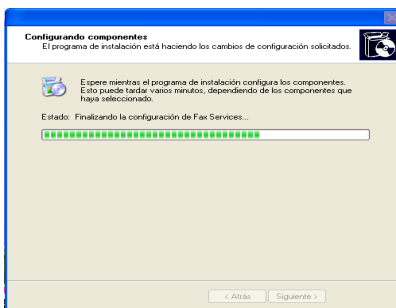 Configurando componentes
El programa de instalación está haciendo los cambios de configuración solicitados.
Espere mientras el programa de instalación configura los componentes.
Esto puede tardar varios minutos, dependiendo de los componentes que
haya seleccionado.
Estado: Finalizando la configuración de Fax Services...
< Atrás
Siguiente >